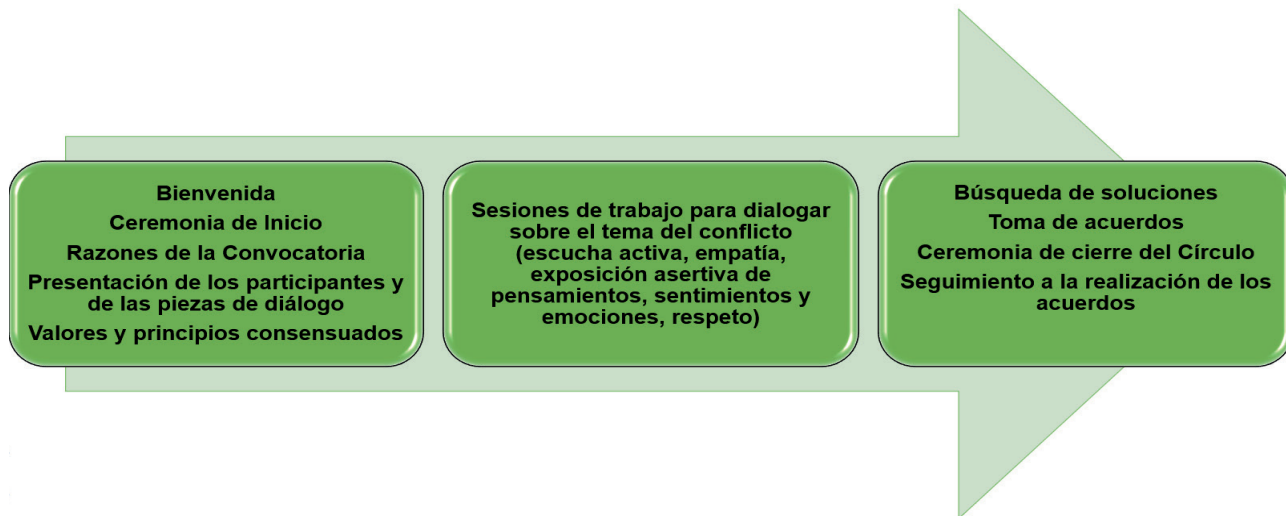 Bienvenida
Ceremonia de Inicio
Razones de la Convocatoria
Presentación de los participantes y
de las piezas de diálogo
Valores y principios consensuados
Sesiones de trabajo para dialogar
sobre el tema del conflicto
(escucha activa, empatía,
exposición asertiva de
pensamientos, sentimientos y
emociones, respeto)
Búsqueda de soluciones
Toma de acuerdos
Ceremonia de cierre del Círculo
Seguimiento a la realización de los
acuerdos